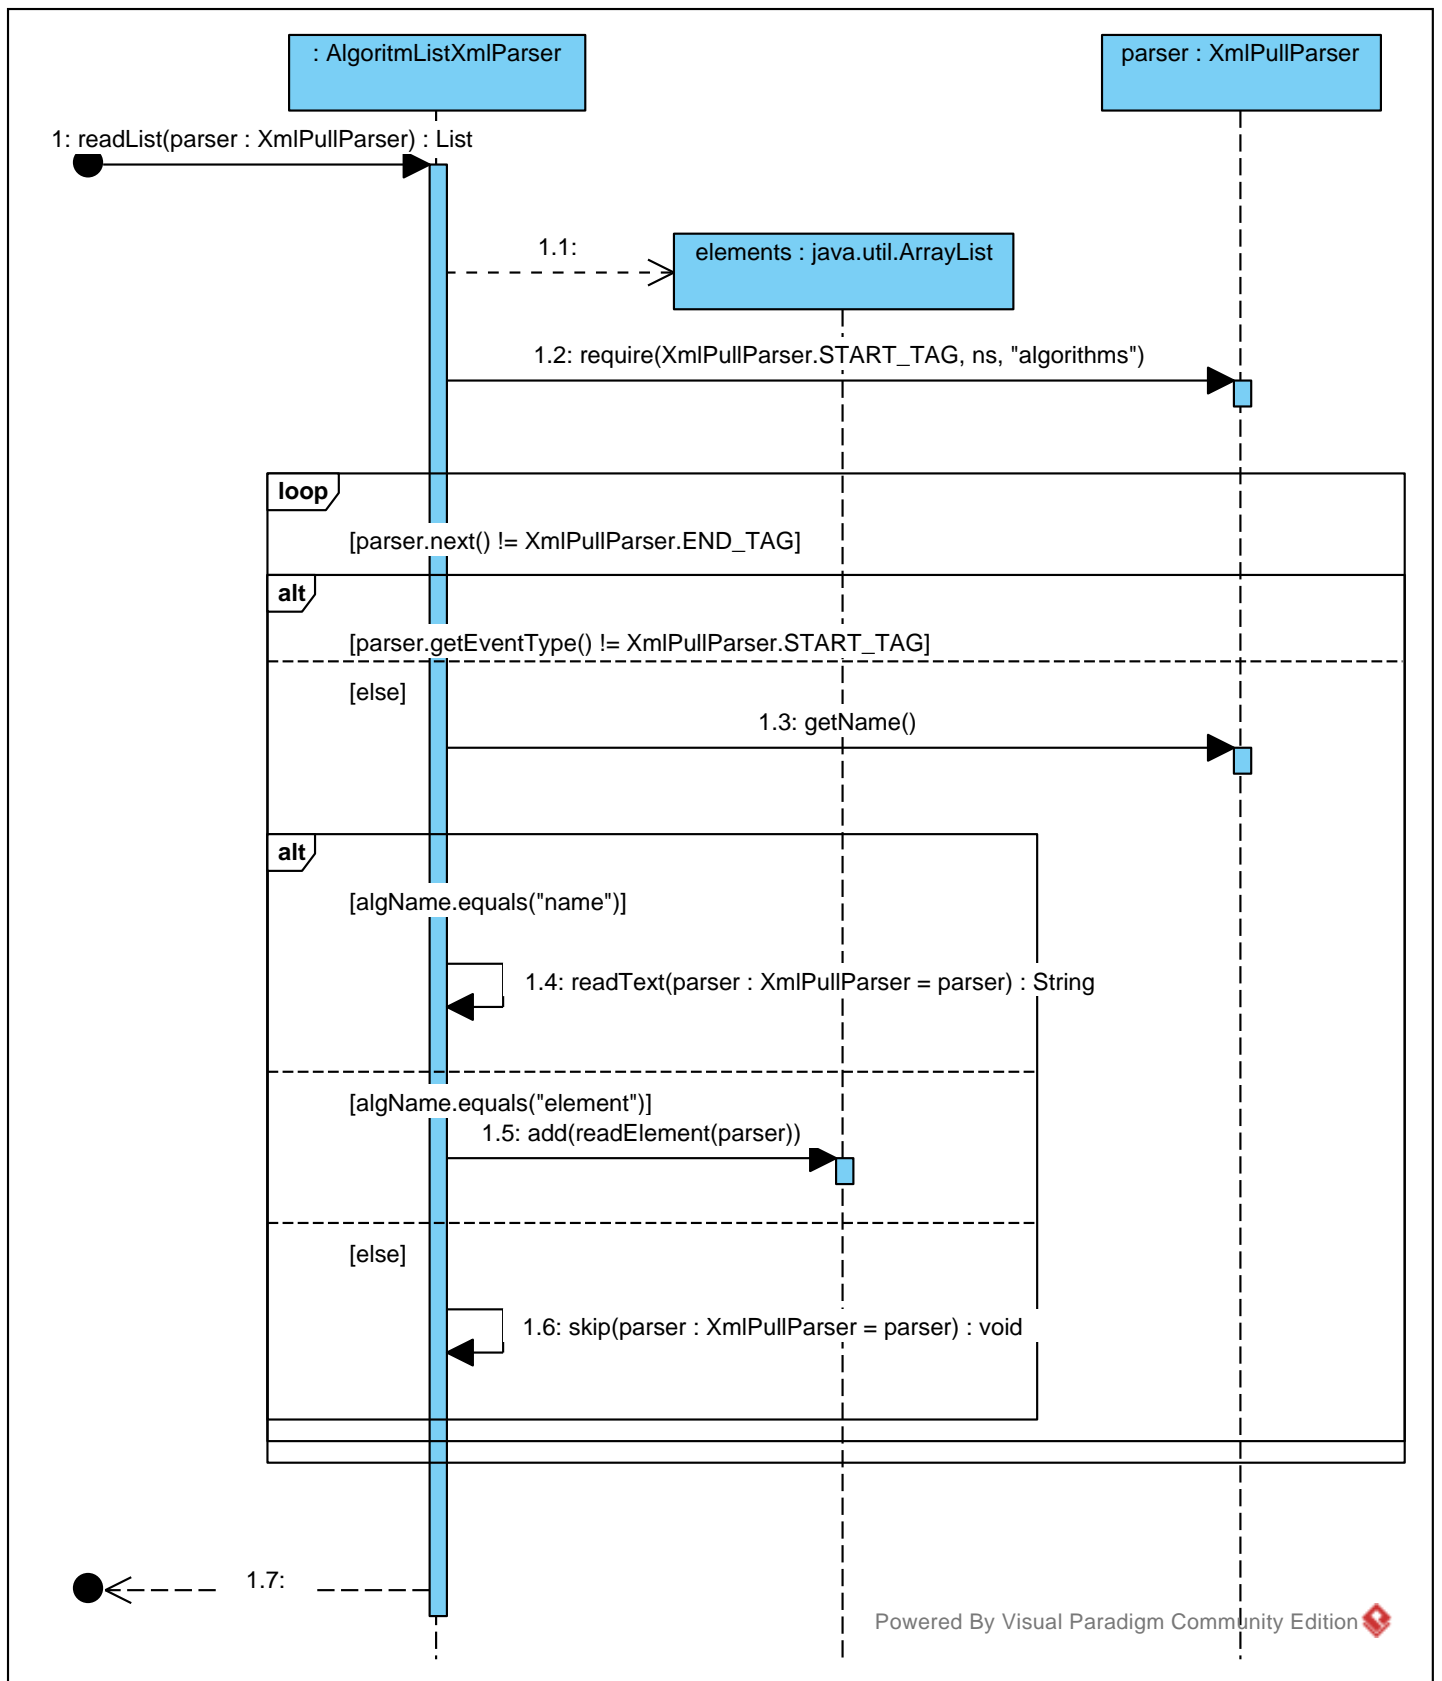 : AlgoritmListXmlParser
parser : XmlPullParser
1: readList(parser : XmlPullParser) : List
1.1:
elements : java.util.ArrayList
1.2: require(XmlPullParser.START_TAG, ns, "algorithms")
loop
[parser.next() != XmlPullParser.END_TAG]
alt
[parser.getEventType() != XmlPullParser.START_TAG]
[else]
1.3: getName()
alt
[algName.equals("name")]
1.4: readText(parser : XmlPullParser = parser) : String
[algName.equals("element")]
1.5: add(readElement(parser))
[else]
1.6: skip(parser : XmlPullParser = parser) : void
1.7:
Powered By Visual Paradigm Community Edition